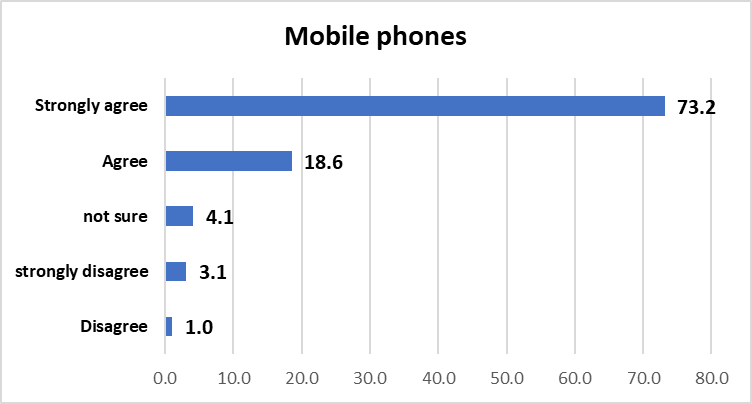 Mobile phones
Strongly agree 73.2
Agree 18.6
not sure 4.1
strongly disagree 3.1
Disagree 1.0
0.0 10.0 20.0 30.0 40.0 50.0 60.0 70.0 80.0